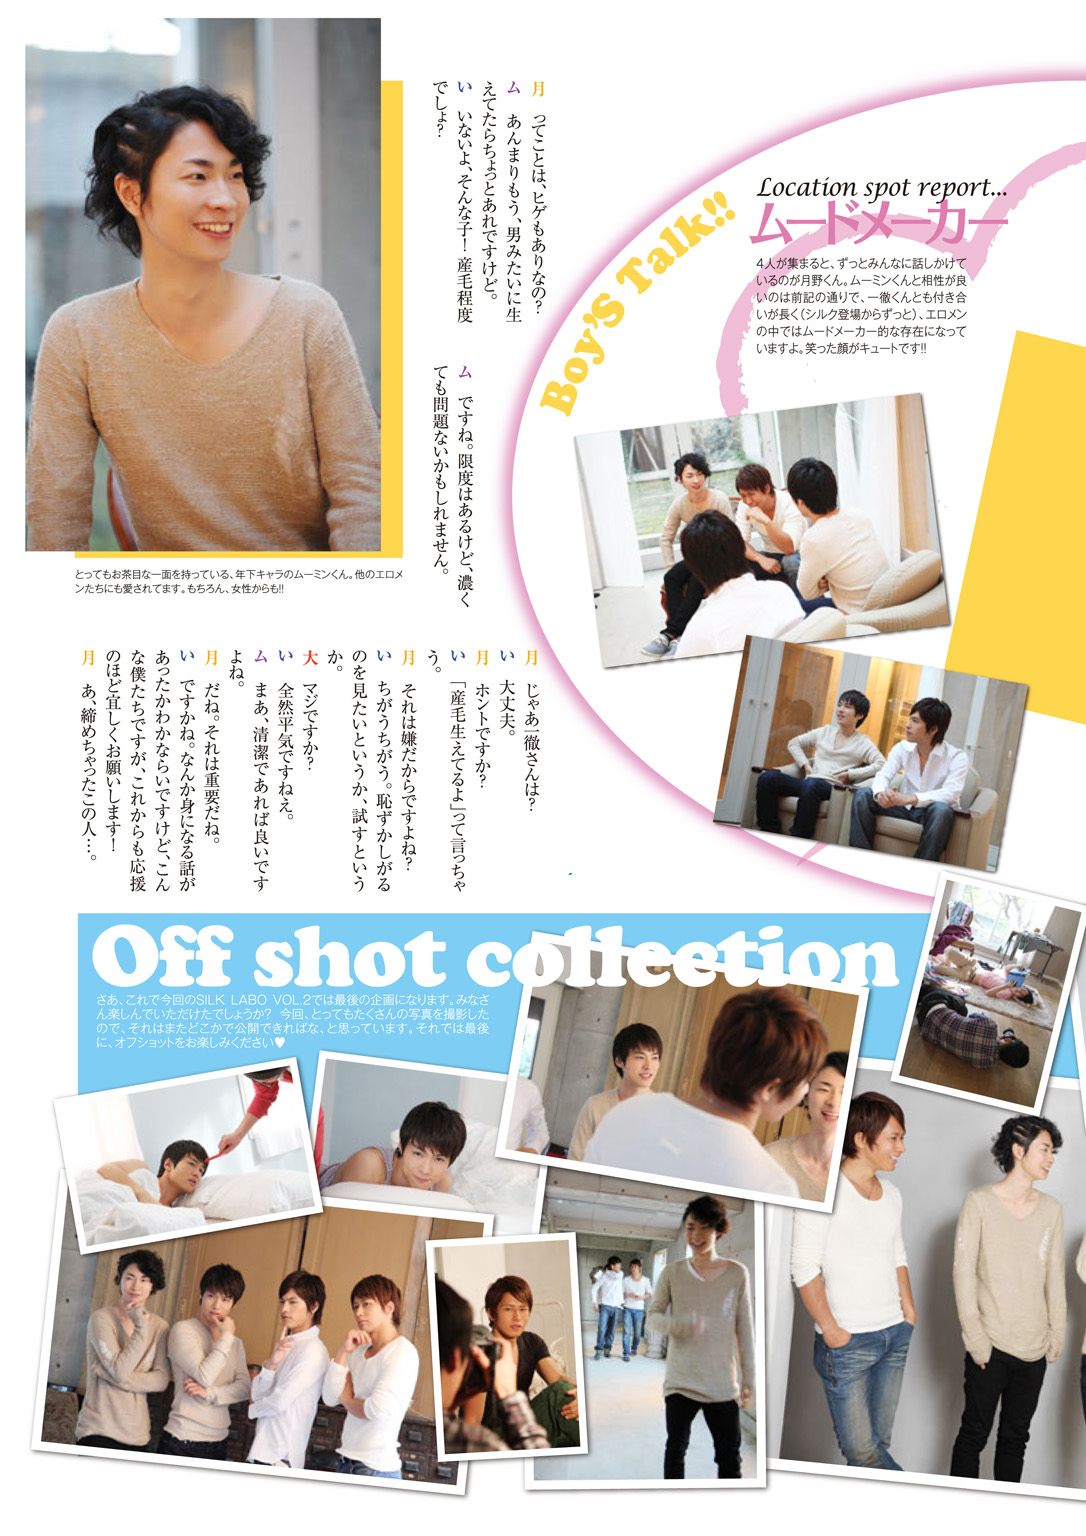 月　ってことは、ヒゲもありなの？
ム　あんまりもう、男みたいに生
えてたらちょっとあれですけど。
い　いないよ、そんな子！ 産毛程度
でしょ？
ム　ですね。限度はあるけど、濃く
ても問題ないかもしれません。
とってもお茶目な一面を持っている、年下キャラのムーミンくん。他のエロメ
ンたちにも愛されてます。もちろん、女性からも!!
月　じゃあ一徹さんは？
い　大丈夫。
月　ホントですか？
い　「産毛生えてるよ」って言っちゃ
う。
月　それは嫌だからですよね？
い　ちがうちがう。恥ずかしがる
のを見たいというか、試すという
か。
大　マジですか？
い　全然平気ですねえ。
ム　まあ、清潔であれば良いです
よね。
月　だね。それは重要だね。
い　ですかね。なんか身になる話が
あったかわかならいですけど、こん
な僕たちですが、これからも応援
のほど宜しくお願いします！
月　あ、締めちゃったこの人…。
Boy'S Talk!!
Location spot report...
ムードメーカー
4人が集まると、ずっとみんなに話しかけて
いるのが月野くん。ムーミンくんと相性が良
いのは前記の通りで、一徹くんとも付き合
いが長く（シルク登場からずっと）、エロメン
の中ではムードメーカー的な存在になって
いますよ。笑った顔がキュートです!!
Off shot collection
さあ、これで今回のSILK LABO VOL.2では最後の企画になります。みなさ
ん楽しんでいただけたでしょうか？ 今回、とってもたくさんの写真を撮影した
ので、それはまたどこかで公開できればな、と思っています。それでは最後
に、オフショットをお楽しみください♥